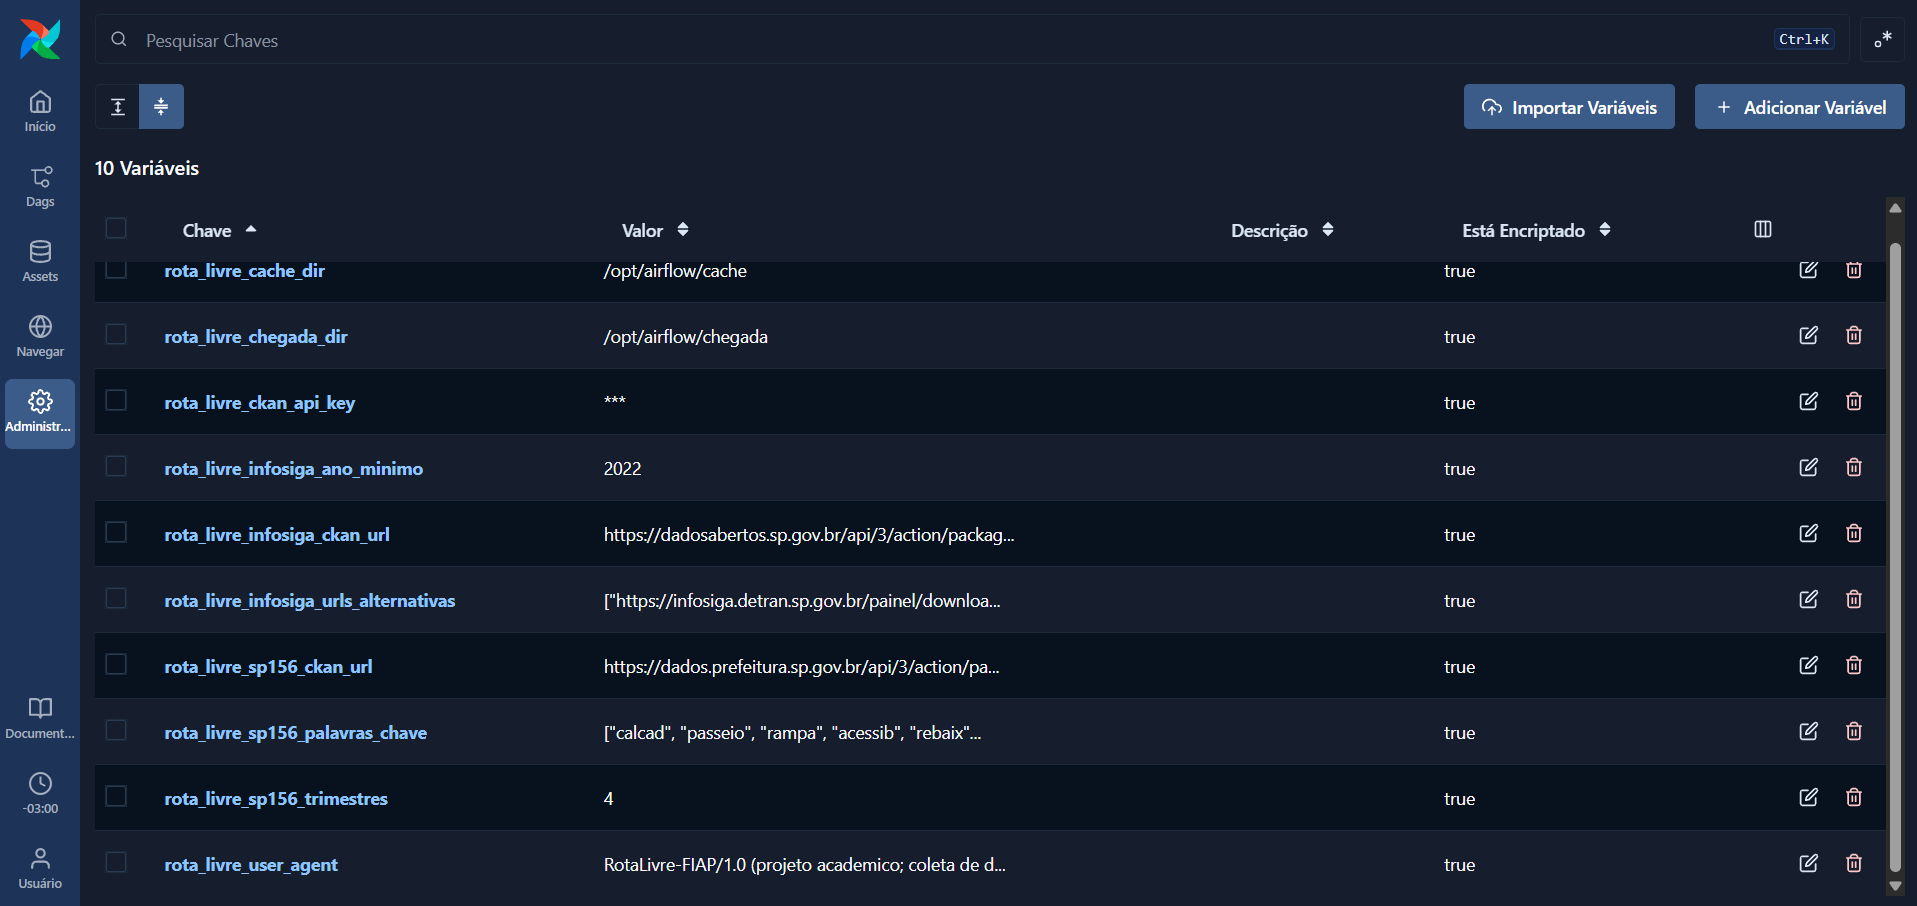 Pesquisar Chaves
Ctrl+K
Início
Dags
Assets
Navegar
Administr...
Document...
-03:00
Usuário
Importar Variáveis
Adicionar Variável
10 Variáveis
Chave Valor Descrição Está Encriptado
rota_livre_cache_dir /opt/airflow/cache true
rota_livre_chegada_dir /opt/airflow/chegada true
rota_livre_ckan_api_key *** true
rota_livre_infosiga_ano_minimo 2022 true
rota_livre_infosiga_ckan_url https://dadosabertos.sp.gov.br/api/3/action/packag... true
rota_livre_infosiga_urls_alternativas ["https://infosiga.detran.sp.gov.br/painel/downloa... true
rota_livre_sp156_ckan_url https://dados.prefeitura.sp.gov.br/api/3/action/pa... true
rota_livre_sp156_palavras_chave ["calcad", "passeio", "rampa", "acessib", "rebaix"... true
rota_livre_sp156_trimestres 4 true
rota_livre_user_agent RotaLivre-FIAP/1.0 (projeto academico; coleta de d... true